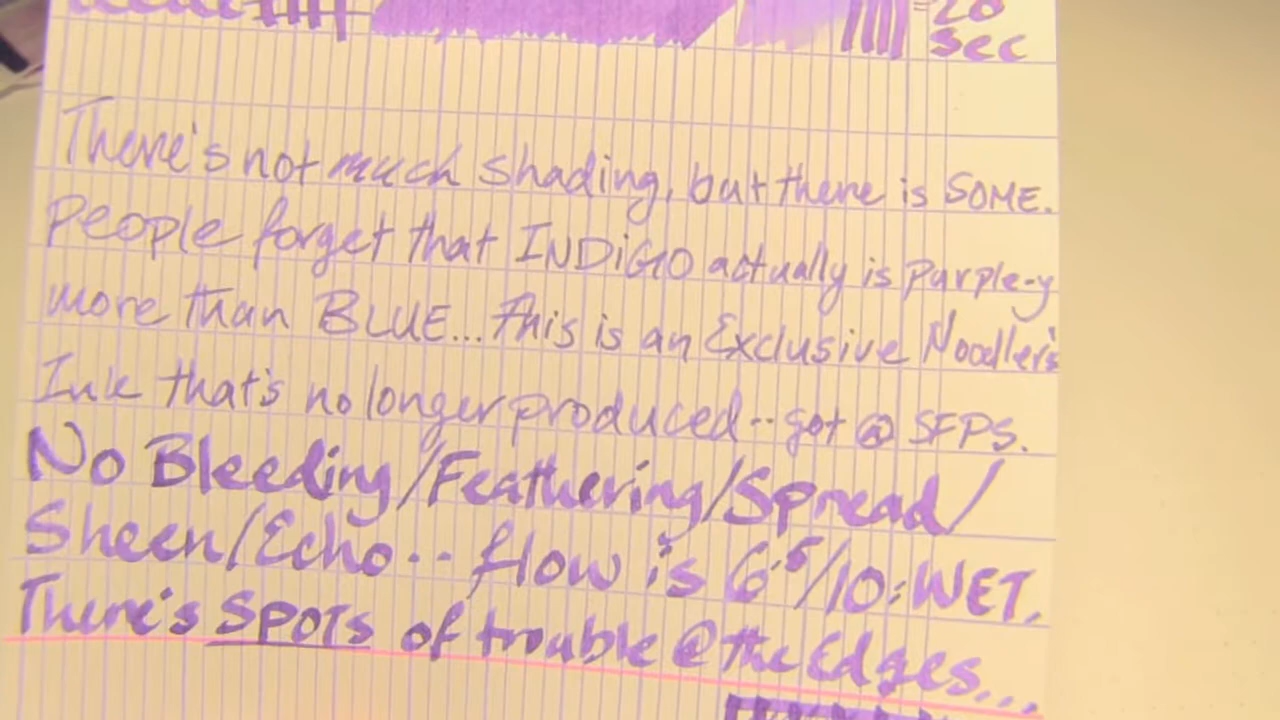 =20
sec
There's not much shading, but there is SOME.
People forget that INDiGO actually is purple-y
more than BLUE... This is an Exclusive Noodler's
Ink that's no longer produced -- got @ SFPS.
No Bleeding/Feathering/Spread/
Sheen/Echo -- flow is 6.5/10: WET.
There's SPOTS of trouble @ the Edges...